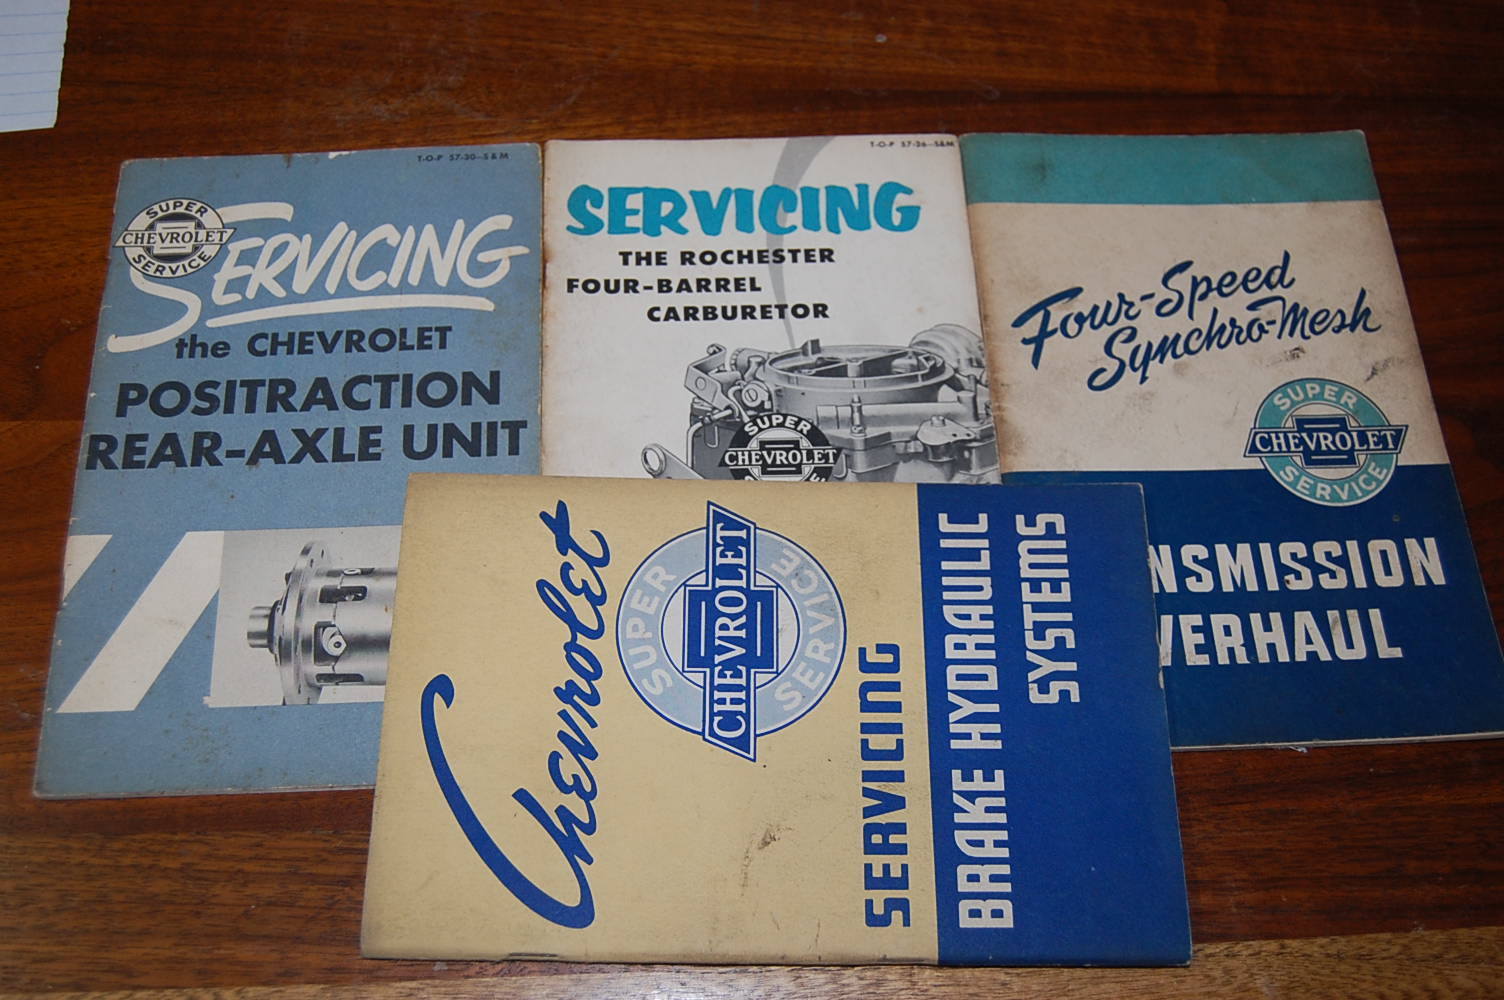 T-O-P 57-30-S & M
SUPER
CHEVROLET
SERVICE
SERVICING
the CHEVROLET
POSITRACTION
REAR-AXLE UNIT
T-O-P 57-26-S&M
SERVICING
THE ROCHESTER
FOUR-BARREL
CARBURETOR
SUPER
CHEVROLET
Four-Speed
Synchro-Mesh
SUPER
CHEVROLET
SERVICE
NSMISSION
VERHAUL
Chevrolet
SUPER
CHEVROLET
SERVICE
SERVICING
BRAKE HYDRAULIC
SYSTEMS